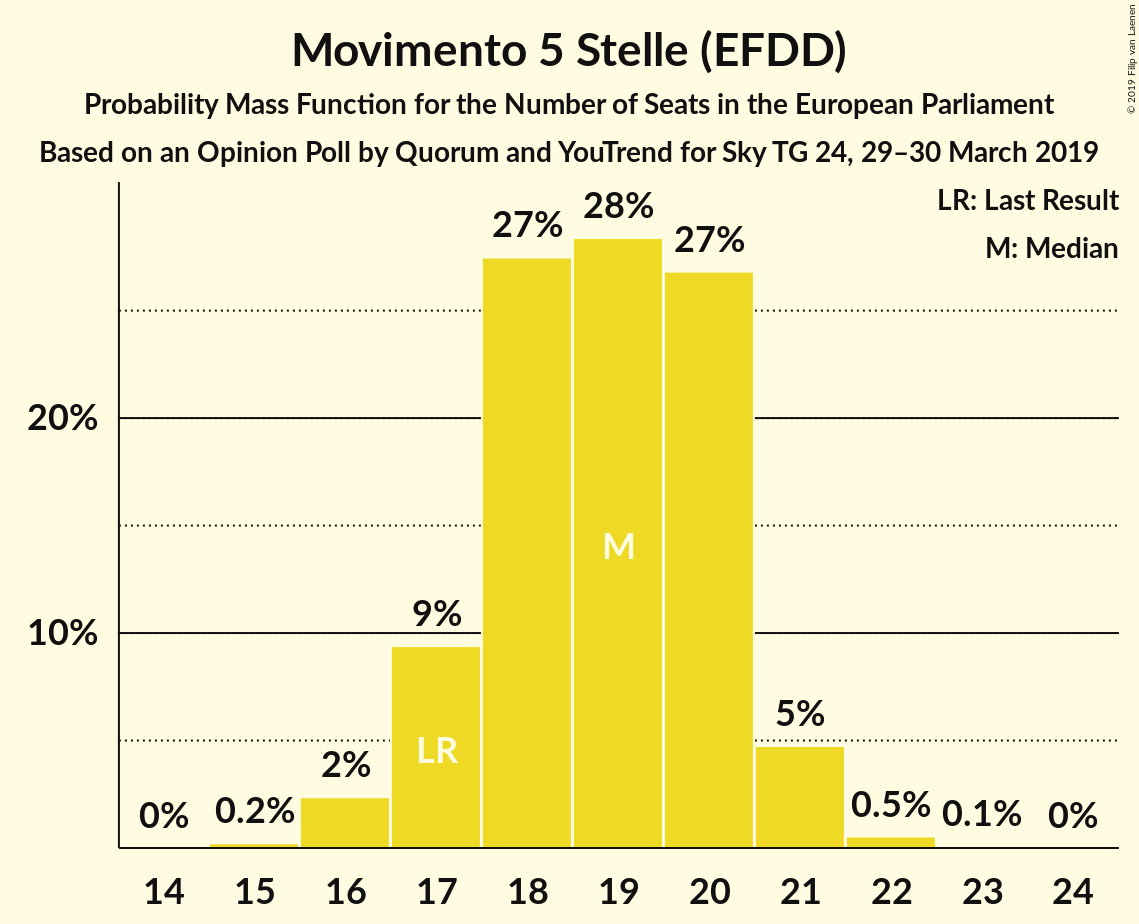 Movimento 5 Stelle (EFDD)
Probability Mass Function for the Number of Seats in the European Parliament
Based on an Opinion Poll by Quorum and YouTrend for Sky TG 24, 29–30 March 2019
© 2019 Filip van Laenen
LR: Last Result
M: Median
20%
10%
0%
0.2%
2%
9%
27%
28%
27%
5%
0.5%
0.1%
0%
LR
M
14 15 16 17 18 19 20 21 22 23 24